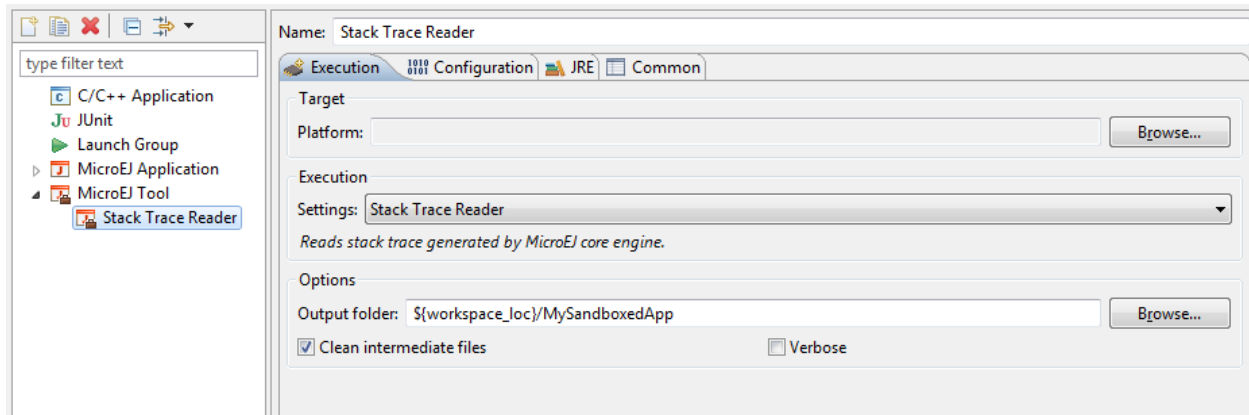 type filter text
C/C++ Application
JUnit
Launch Group
MicroEJ Application
MicroEJ Tool
Stack Trace Reader
Name: Stack Trace Reader
Execution Configuration JRE Common
Target
Platform: Browse...
Execution
Settings: Stack Trace Reader
Reads stack trace generated by MicroEJ core engine.
Options
Output folder: ${workspace_loc}/MySandboxedApp Browse...
Clean intermediate files Verbose